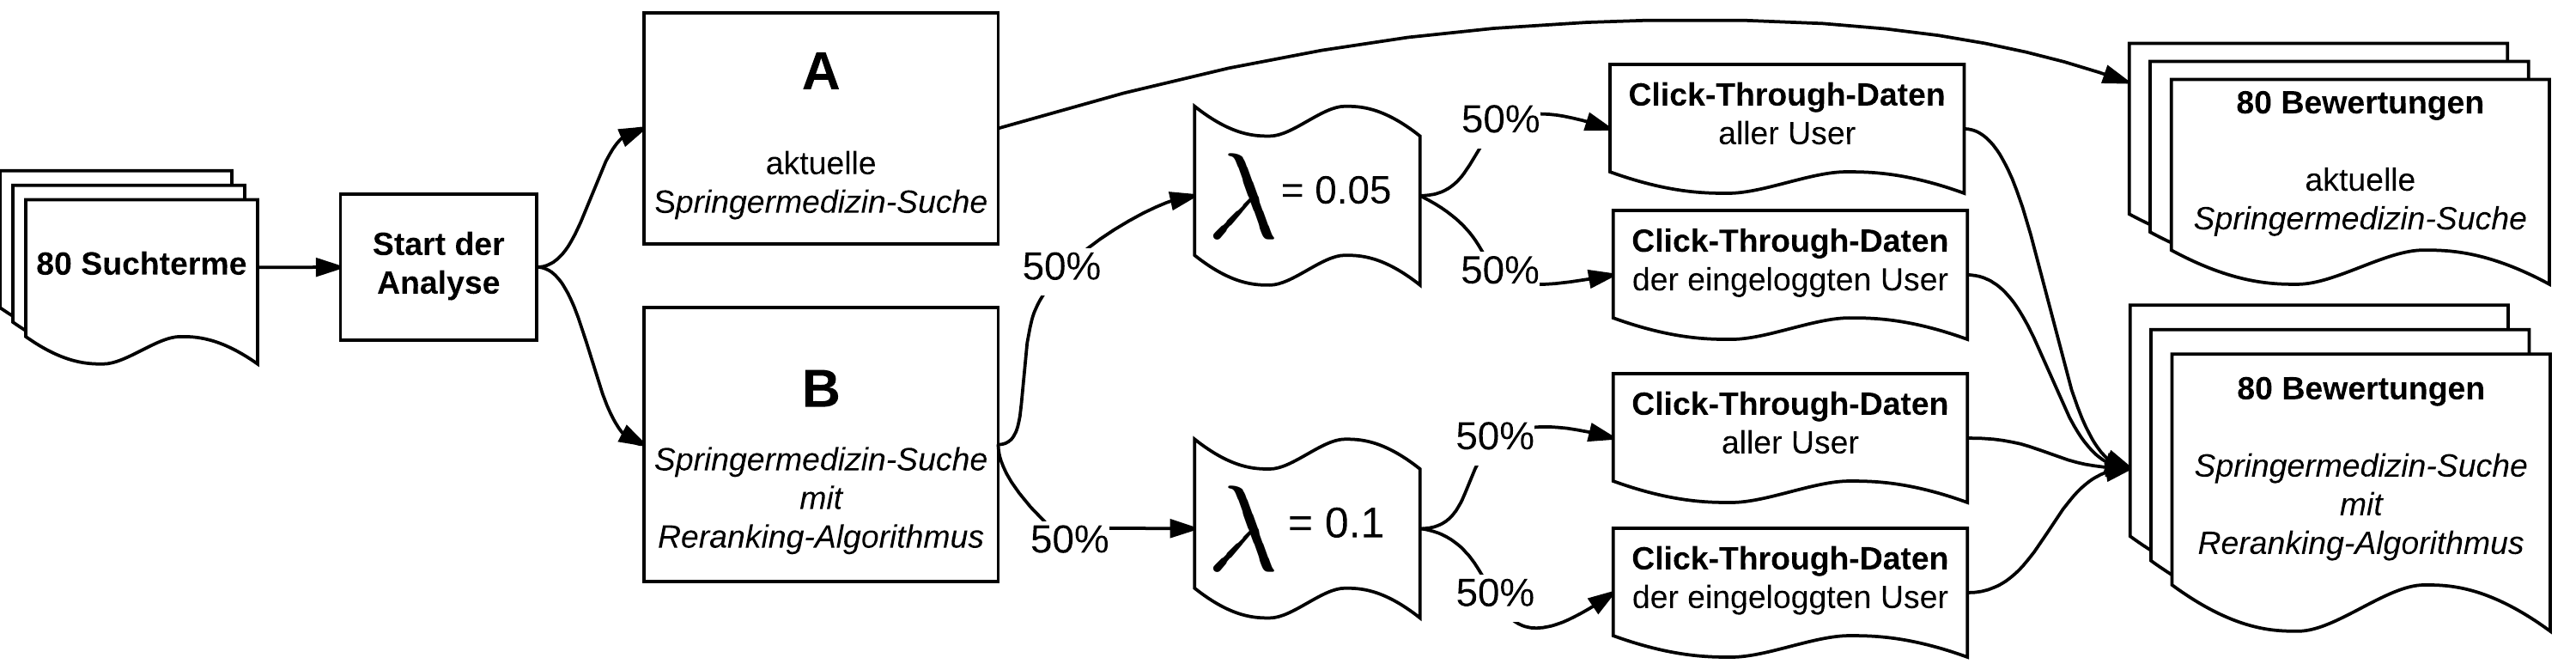 80 Suchterme
Start der
Analyse
A
aktuelle
Springermedizin-Suche
B
Springermedizin-Suche
mit
Reranking-Algorithmus
50%
50%
λ = 0.05
λ = 0.1
50%
50%
50%
50%
Click-Through-Daten
aller User
Click-Through-Daten
der eingeloggten User
Click-Through-Daten
aller User
Click-Through-Daten
der eingeloggten User
80 Bewertungen
aktuelle
Springermedizin-Suche
80 Bewertungen
Springermedizin-Suche
mit
Reranking-Algorithmus